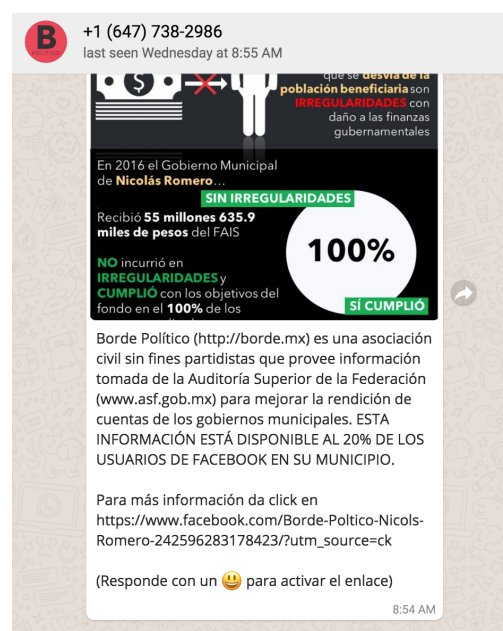 B
POLÍTICO
+1 (647) 738-2986
last seen Wednesday at 8:55 AM
$
que se desvía de la
población beneficiaria son
IRREGULARIDADES con
daño a las finanzas
gubernamentales
En 2016 el Gobierno Municipal
de Nicolás Romero...
SIN IRREGULARIDADES
Recibió 55 millones 635.9
miles de pesos del FAIS
100%
NO incurrió en
IRREGULARIDADES y
CUMPLIÓ con los objetivos del
fondo en el 100% de los
SÍ CUMPLIÓ
Borde Político (http://borde.mx) es una asociación
civil sin fines partidistas que provee información
tomada de la Auditoría Superior de la Federación
(www.asf.gob.mx) para mejorar la rendición de
cuentas de los gobiernos municipales. ESTA
INFORMACIÓN ESTÁ DISPONIBLE AL 20% DE LOS
USUARIOS DE FACEBOOK EN SU MUNICIPIO.
Para más información da click en
https://www.facebook.com/Borde-Poltico-Nicols-
Romero-242596283178423/?utm_source=ck
(Responde con un 😃 para activar el enlace)
8:54 AM